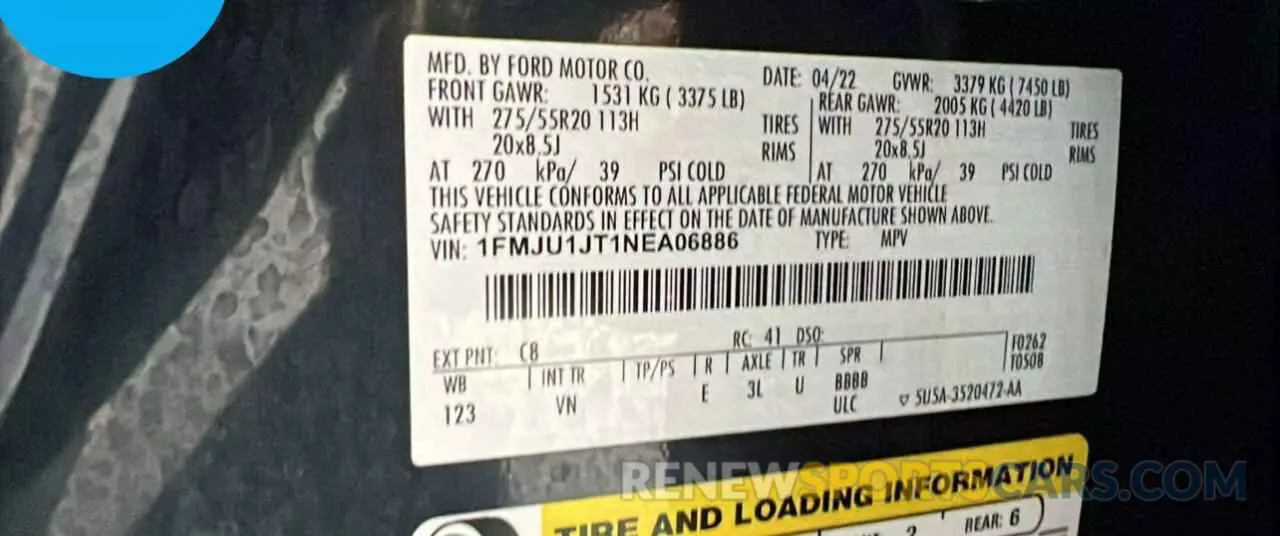 MFD. BY FORD MOTOR CO. DATE: 04/22 GVWR: 3379 KG ( 7450 LB)
FRONT GAWR: 1531 KG ( 3375 LB) REAR GAWR: 2005 KG ( 4420 LB)
WITH 275/55R20 113H TIRES WITH 275/55R20 113H TIRES
20x8.5J RIMS 20x8.5J RIMS
AT 270 kPa/ 39 PSI COLD AT 270 kPa/ 39 PSI COLD
THIS VEHICLE CONFORMS TO ALL APPLICABLE FEDERAL MOTOR VEHICLE
SAFETY STANDARDS IN EFFECT ON THE DATE OF MANUFACTURE SHOWN ABOVE.
VIN: 1FMJU1JT1NEA06886 TYPE: MPV
EXT PNT: C8 RC: 41 DSO: F0262
WB INT TR TP/PS R AXLE TR SPR T0508
123 VN E 3L U BBBB
ULC ▽ 5U5A-3520472-AA
RENEWSPORTSCARS.COM
TIRE AND LOADING INFORMATION
2 REAR: 6